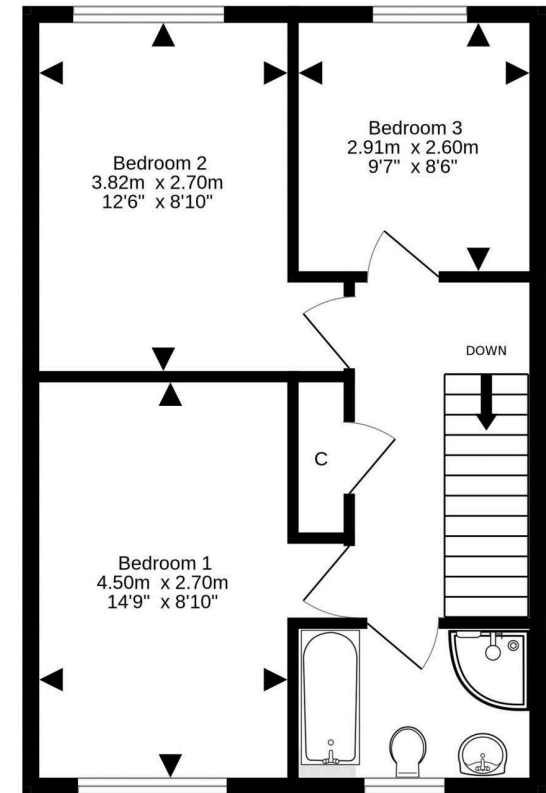 Bedroom 2
3.82m x 2.70m
12'6" x 8'10"
Bedroom 3
2.91m x 2.60m
9'7" x 8'6"
DOWN
C
Bedroom 1
4.50m x 2.70m
14'9" x 8'10"